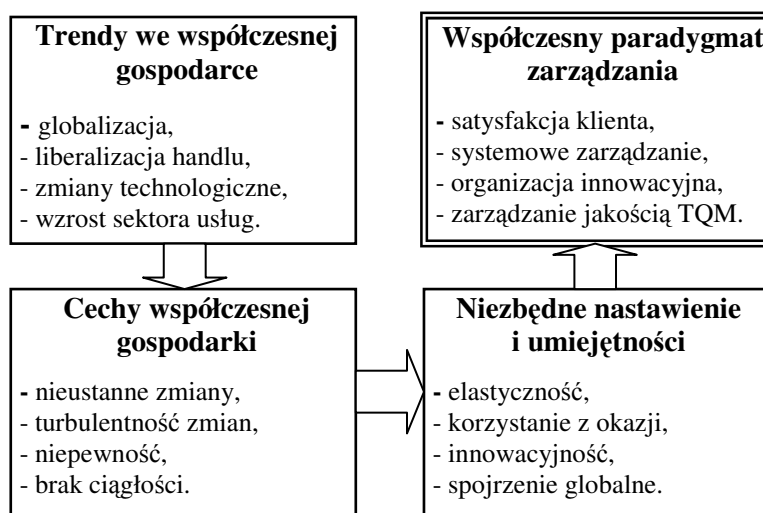 Trendy we współczesnej
gospodarce
- globalizacja,
- liberalizacja handlu,
- zmiany technologiczne,
- wzrost sektora usług.
Cechy współczesnej
gospodarki
- nieustanne zmiany,
- turbulentność zmian,
- niepewność,
- brak ciągłości.
Niezbędne nastawienie
i umiejętności
- elastyczność,
- korzystanie z okazji,
- innowacyjność,
- spojrzenie globalne.
Współczesny paradygmat
zarządzania
- satysfakcja klienta,
- systemowe zarządzanie,
- organizacja innowacyjna,
- zarządzanie jakością TQM.